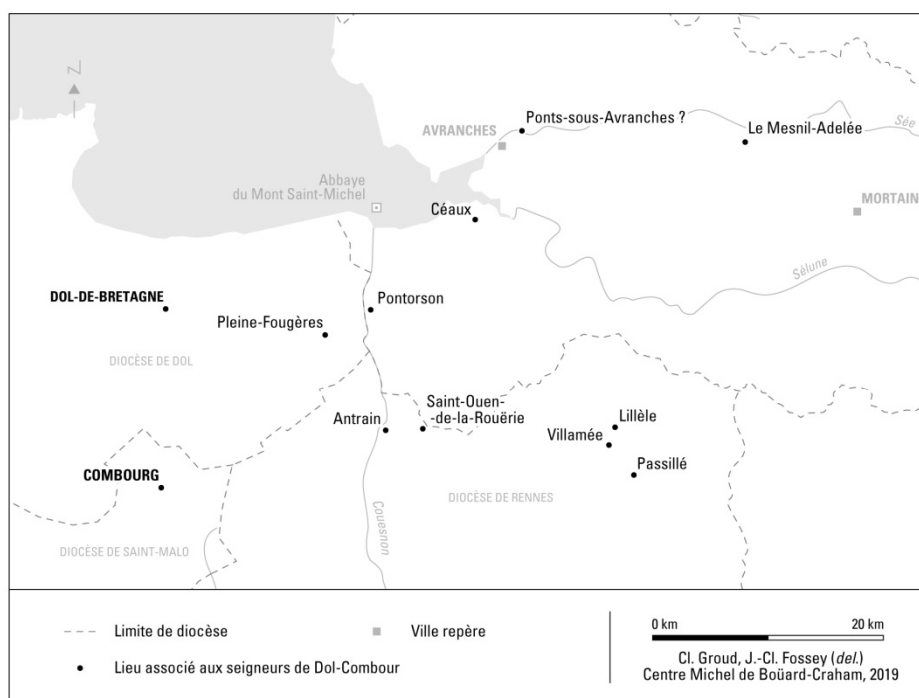 N
Ponts-sous-Avranches ?
AVRANCHES
Sée
Le Mesnil-Adelée
Abbaye
du Mont Saint-Michel
MORTAIN
Céaux
Sélune
DOL-DE-BRETAGNE
Pontorson
Pleine-Fougères
DIOCÈSE DE DOL
Saint-Ouen-
-de-la-Rouërie
Antrain
Lillèle
Villamée
COMBOURG
Passillé
DIOCÈSE DE RENNES
Couesnon
DIOCÈSE DE SAINT-MALO
Limite de diocèse
Ville repère
Lieu associé aux seigneurs de Dol-Combour
0 km 20 km
Cl. Groud, J.-Cl. Fossey (del.)
Centre Michel de Boüard-Craham, 2019